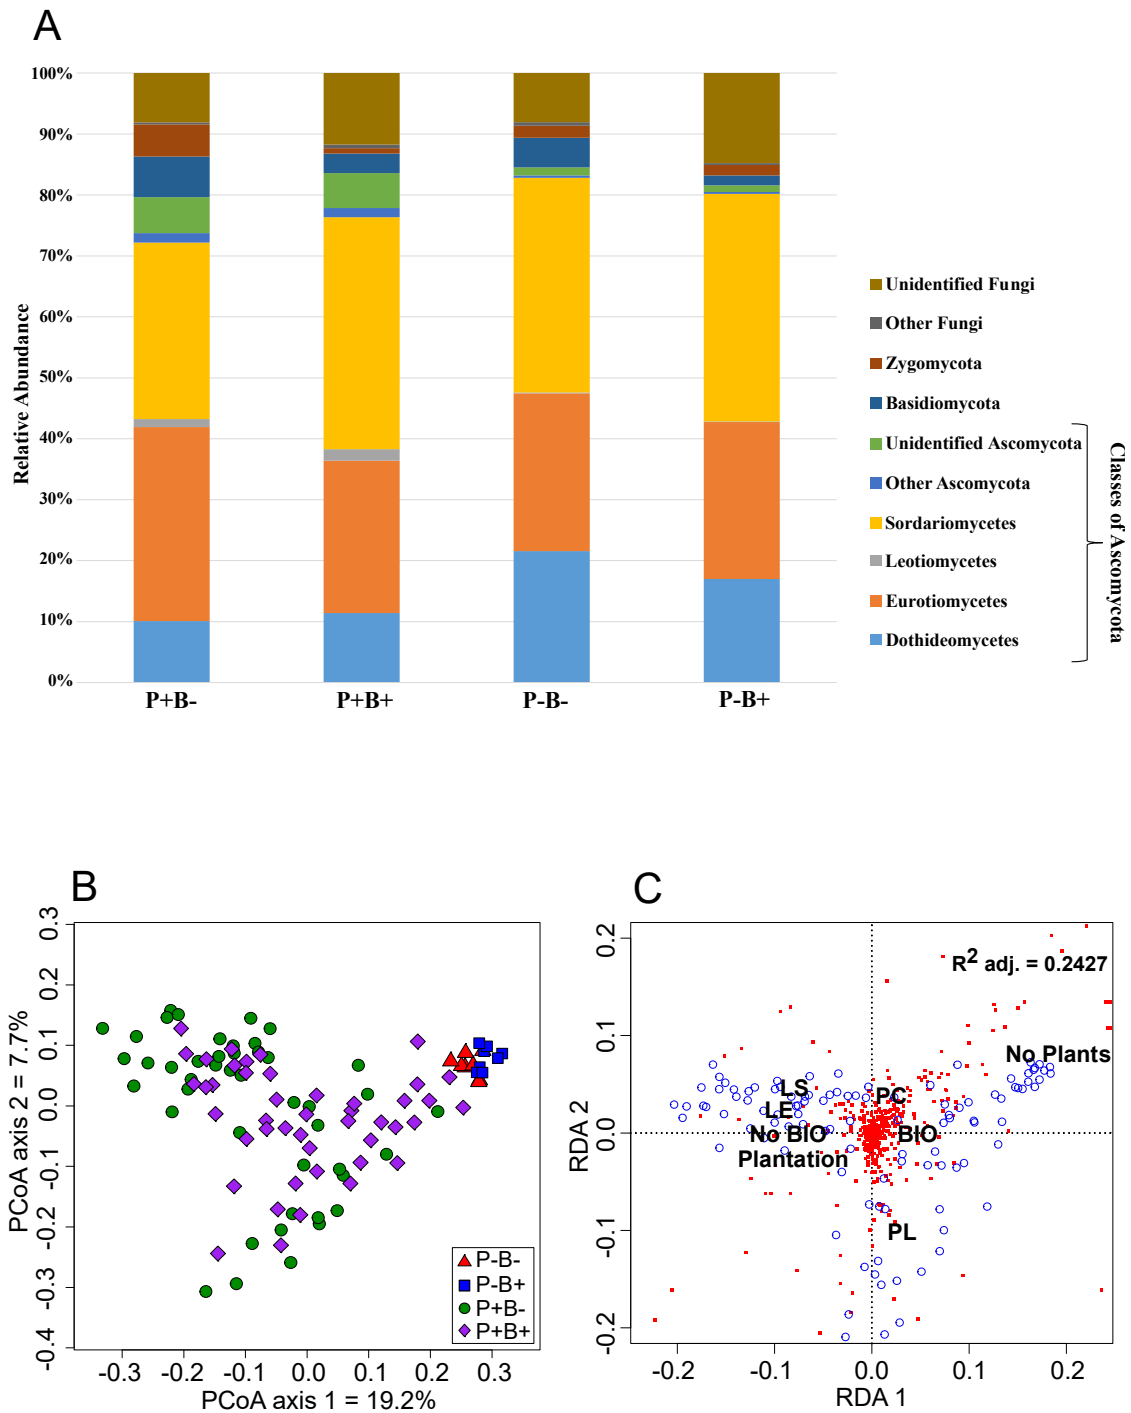 A
100%
90%
80%
70%
60%
50%
40%
30%
20%
10%
0%
Relative Abundance
P+B-
P+B+
P-B-
P-B+
Unidentified Fungi
Other Fungi
Zygomycota
Basidiomycota
Unidentified Ascomycota
Other Ascomycota
Sordariomycetes
Leotiomycetes
Eurotiomycetes
Dothideomycetes
Classes of Ascomycota
B
0.3
0.2
0.1
0.0
-0.1
-0.2
-0.3
-0.4
PCoA axis 2 = 7.7%
P-B-
P-B+
P+B-
P+B+
-0.3
-0.2
-0.1
0.0
0.1
0.2
0.3
PCoA axis 1 = 19.2%
C
0.2
0.1
0.0
-0.1
-0.2
RDA 2
R2 adj. = 0.2427
No Plants
LS
PC
LE
No BIO
BIO
Plantation
PL
-0.2
-0.1
0.0
0.1
0.2
RDA 1